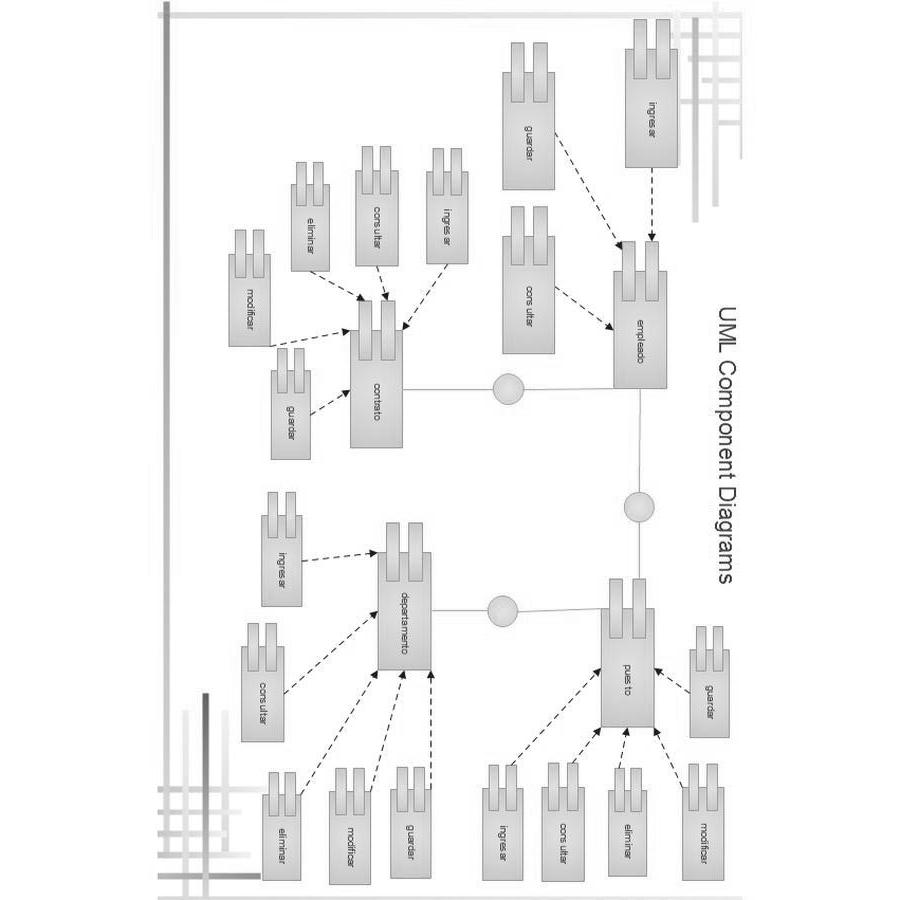 UML Component Diagrams
guardar
modificar
ingresar
empleado
puesto
eliminar
consultar
guardar
consultar
ingresar
ingresar
guardar
departamento
consultar
contrato
modificar
eliminar
guardar
ingresar
eliminar
consultar
modificar